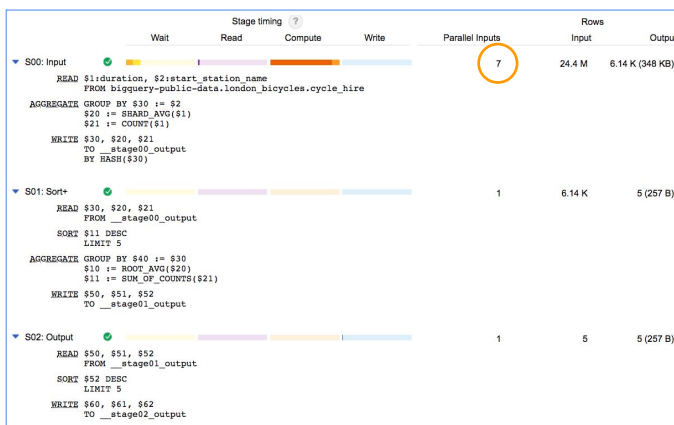 Stage timing ? Rows
Wait Read Compute Write Parallel Inputs Input Outpu
S00: Input 7 24.4 M 6.14 K (348 KB)
READ $1:duration, $2:start_station_name
FROM bigquery-public-data.london_bicycles.cycle_hire
AGGREGATE GROUP BY $30 := $2
$20 := SHARD_AVG($1)
$21 := COUNT($1)
WRITE $30, $20, $21
TO __stage00_output
BY HASH($30)
S01: Sort+ 1 6.14 K 5 (257 B)
READ $30, $20, $21
FROM __stage00_output
SORT $11 DESC
LIMIT 5
AGGREGATE GROUP BY $40 := $30
$10 := ROOT_AVG($20)
$11 := SUM_OF_COUNTS($21)
WRITE $50, $51, $52
TO __stage01_output
S02: Output 1 5 5 (257 B)
READ $50, $51, $52
FROM __stage01_output
SORT $52 DESC
LIMIT 5
WRITE $60, $61, $62
TO __stage02_output